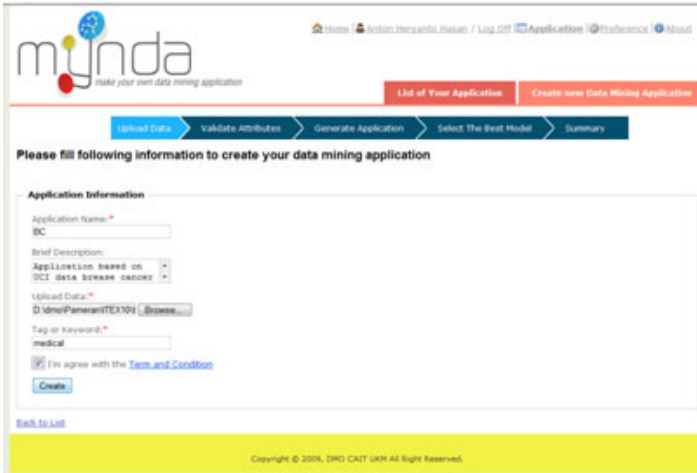 Home | Anton Heryanto Hasan / Log Off | Application | Preference | About
mynda
make your own data mining application
List of Your Application
Create new Data Mining Application
Upload Data
Validate Attributes
Generate Application
Select The Best Model
Summary
Please fill following information to create your data mining application
Application Information
Application Name:*
BC
Brief Description:
Application based on
UCI data brease cancer
Upload Data:*
Browse...
Tag or Keyword:*
medical
I'm agree with the Term and Condition
Create
Back to List
Copyright © 2009, DMO CAIT UKM All Right Reserved.